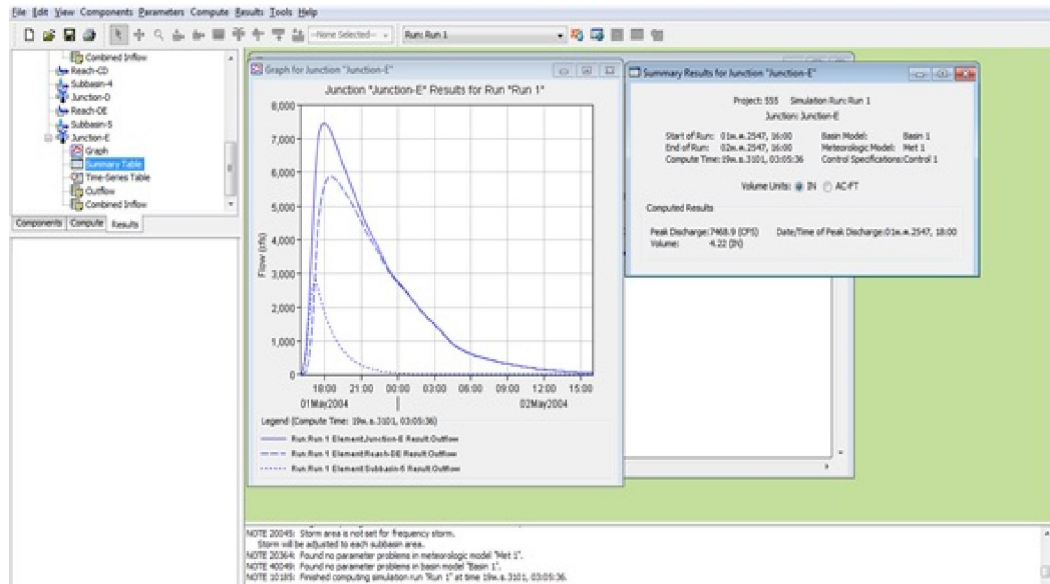 File Edit View Components Parameters Compute Results Tools Help
--None Selected-- Run: Run 1
Combined Inflow
Reach-CD
Subbasin-4
Junction-D
Reach-DE
Subbasin-5
Junction-E
Graph
Summary Table
Time-Series Table
Outflow
Combined Inflow
Components Compute Results
Graph for Junction "Junction-E"
Junction "Junction-E" Results for Run "Run 1"
Flow (cfs)
8,000
7,000
6,000
5,000
4,000
3,000
2,000
1,000
0
18:00 21:00 00:00 03:00 06:00 09:00 12:00 15:00
01May2004 02May2004
Legend (Compute Time: 19พ.ย.3101, 03:05:36)
Run:Run 1 Element:Junction-E Result:Outflow
Run:Run 1 Element:Reach-DE Result:Outflow
Run:Run 1 Element:Subbasin-5 Result:Outflow
Summary Results for Junction "Junction-E"
Project: 555 Simulation Run: Run 1
Junction: Junction-E
Start of Run: 01พ.ค.2547, 16:00 Basin Model: Basin 1
End of Run: 02พ.ค.2547, 16:00 Meteorologic Model: Met 1
Compute Time: 19พ.ย.3101, 03:05:36 Control Specifications:Control 1
Volume Units: IN AC-FT
Computed Results
Peak Discharge:7468.9 (CFS) Date/Time of Peak Discharge:01พ.ค.2547, 18:00
Volume: 4.22 (IN)
NOTE 20045: Storm area is not set for frequency storm.
Storm will be adjusted to each subbasin area.
NOTE 20364: Found no parameter problems in meteorologic model "Met 1".
NOTE 40049: Found no parameter problems in basin model "Basin 1".
NOTE 10185: Finished computing simulation run "Run 1" at time 19พ.ย.3101, 03:05:36.